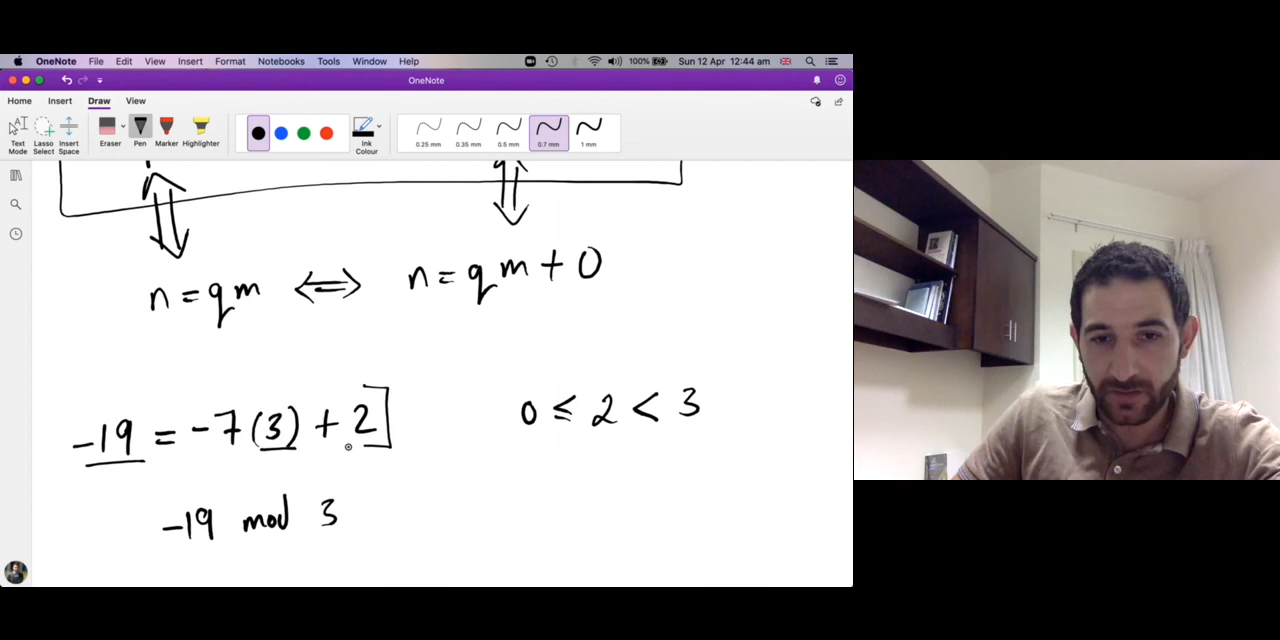 OneNote File Edit View Insert Format Notebooks Tools Window Help 100% Sun 12 Apr 12:44 am
OneNote
Home Insert Draw View
Text Mode Lasso Select Insert Space Eraser Pen Marker Highlighter Ink Colour 0.25 mm 0.35 mm 0.5 mm 0.7 mm 1 mm
n = qm ⟺ n = qm + 0
-19 = -7(3) + 2] 0 ≤ 2 < 3
-19 mod 3